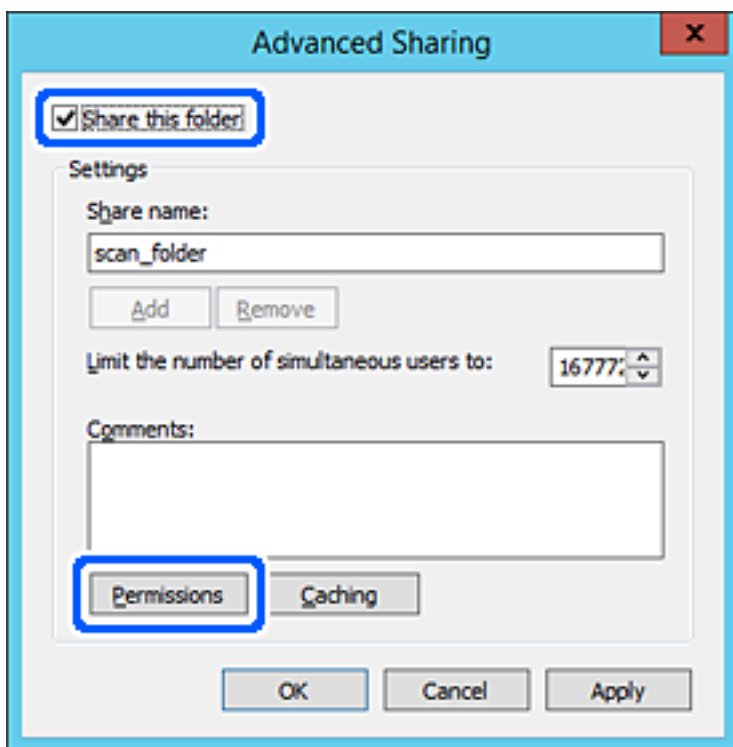 Advanced Sharing
x
Share this folder
Settings
Share name:
scan_folder
Add Remove
Limit the number of simultaneous users to:
Comments:
Permissions Caching
OK Cancel Apply